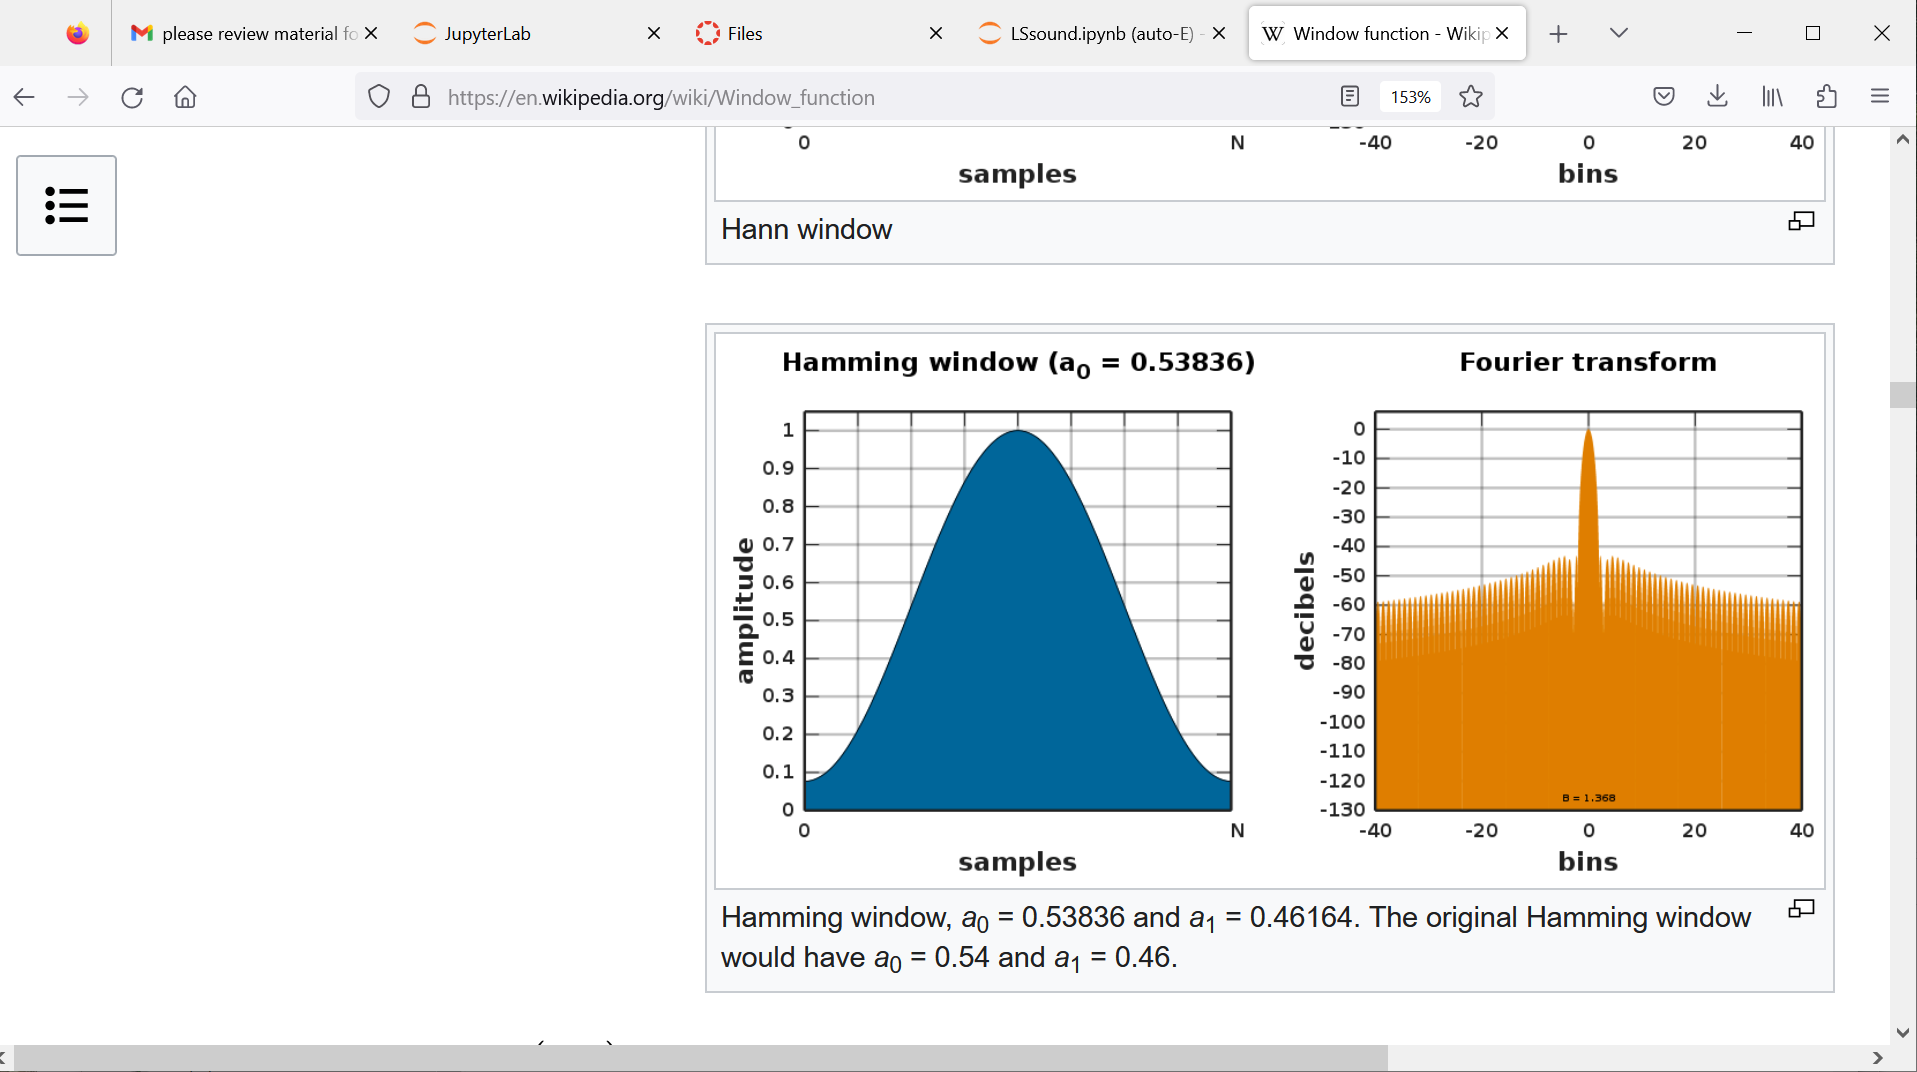 please review material fo
JupyterLab
Files
LSsound.ipynb (auto-E) -
Window function - Wikip
https://en.wikipedia.org/wiki/Window_function
153%
0 N
samples
-40 -20 0 20 40
bins
Hann window
Hamming window (a0 = 0.53836)
1
0.9
0.8
0.7
0.6
0.5
0.4
0.3
0.2
0.1
0
amplitude
0 N
samples
Fourier transform
0
-10
-20
-30
-40
-50
-60
-70
-80
-90
-100
-110
-120
-130
decibels
B = 1.368
-40 -20 0 20 40
bins
Hamming window, a0 = 0.53836 and a1 = 0.46164. The original Hamming window
would have a0 = 0.54 and a1 = 0.46.